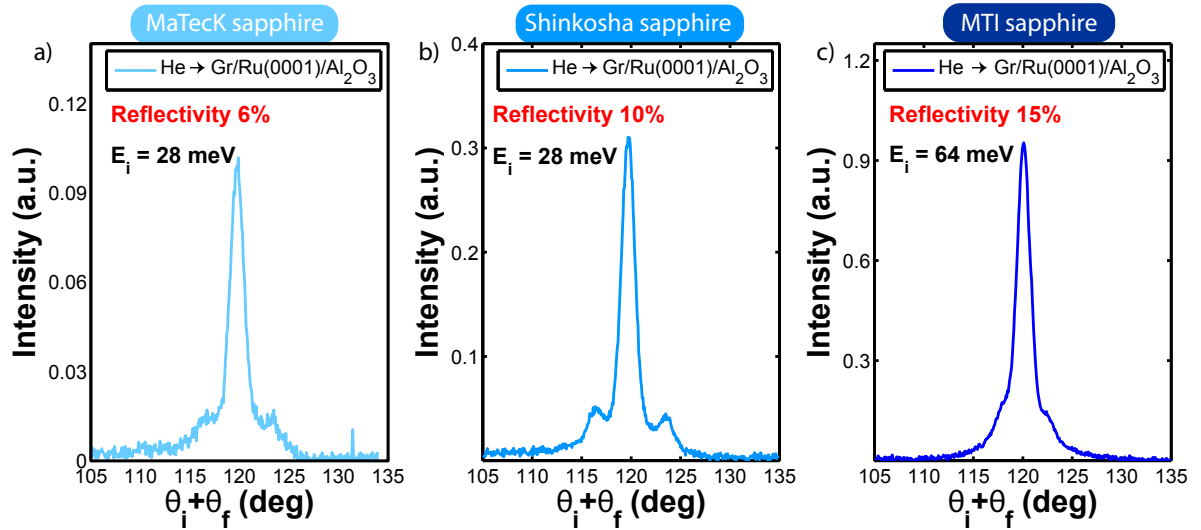 MaTecK sapphire
a)
He → Gr/Ru(0001)/Al₂O₃
Reflectivity 6%
Eᵢ = 28 meV
Intensity (a.u.)
0.12
0.09
0.06
0.03
0
105 110 115 120 125 130 135
θᵢ+θf (deg)
Shinkosha sapphire
b)
He → Gr/Ru(0001)/Al₂O₃
Reflectivity 10%
Eᵢ = 28 meV
Intensity (a.u.)
0.4
0.3
0.2
0.1
105 110 115 120 125 130 135
θᵢ+θf (deg)
MTI sapphire
c)
He → Gr/Ru(0001)/Al₂O₃
Reflectivity 15%
Eᵢ = 64 meV
Intensity (a.u.)
1.2
0.9
0.6
0.3
105 110 115 120 125 130 135
θᵢ+θf (deg)